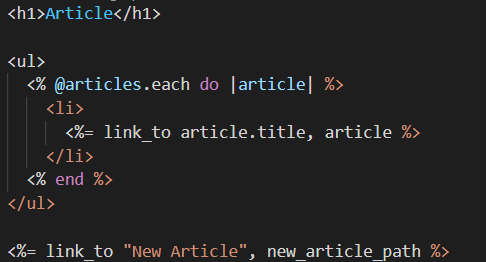 <h1>Article</h1>
<ul>
<% @articles.each do |article| %>
<li>
<%= link_to article.title, article %>
</li>
<% end %>
</ul>
<%= link_to "New Article", new_article_path %>